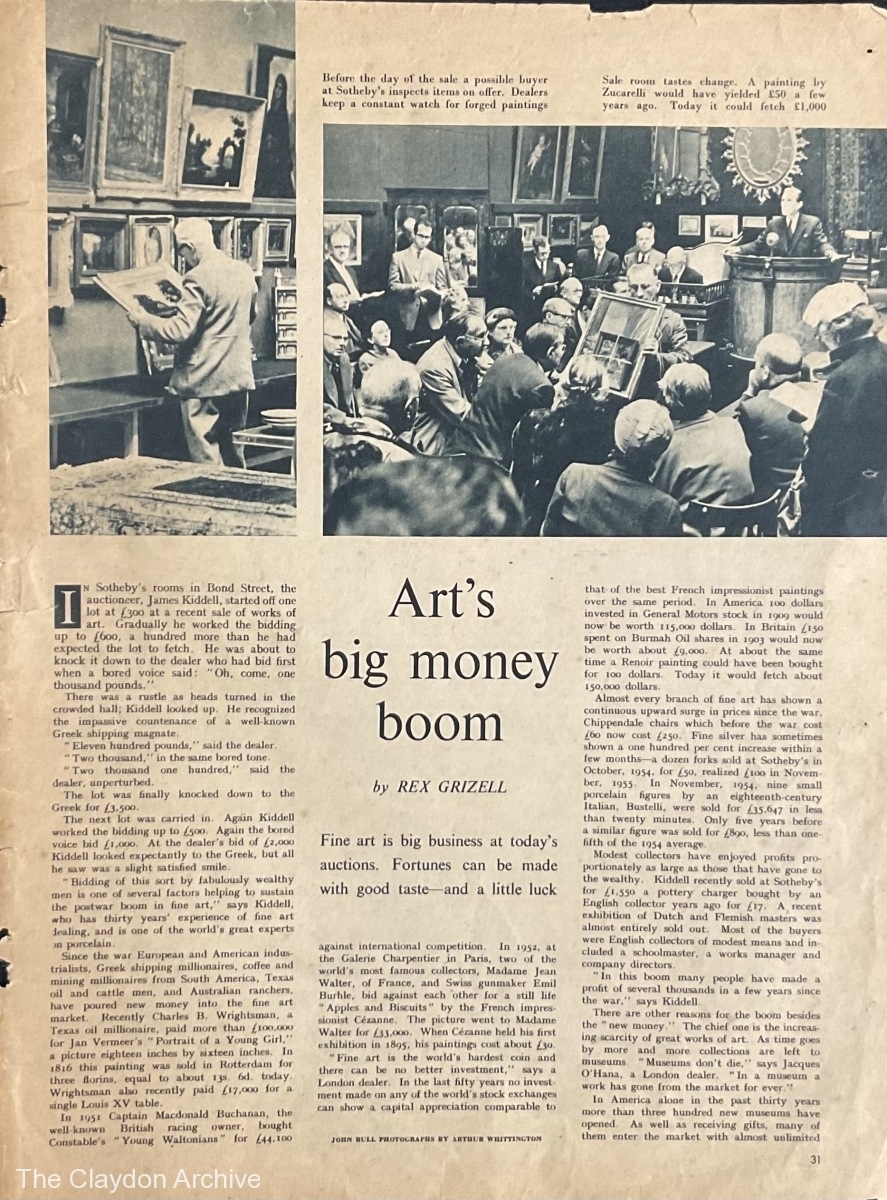 Before the day of the sale a possible buyer
at Sotheby's inspects items on offer. Dealers
keep a constant watch for forged paintings
Sale room tastes change. A painting by
Zucarelli would have yielded £50 a few
years ago. Today it could fetch £1,000
IN Sotheby's rooms in Bond Street, the
auctioneer, James Kiddell, started off one
lot at £300 at a recent sale of works of
art. Gradually he worked the bidding
up to £600, a hundred more than he had
expected the lot to fetch. He was about to
knock it down to the dealer who had bid first
when a bored voice said: "Oh, come, one
thousand pounds."
There was a rustle as heads turned in the
crowded hall; Kiddell looked up. He recognized
the impassive countenance of a well-known
Greek shipping magnate.
"Eleven hundred pounds," said the dealer.
"Two thousand," in the same bored tone.
"Two thousand one hundred," said the
dealer, unperturbed.
The lot was finally knocked down to the
Greek for £3,500.
The next lot was carried in. Again Kiddell
worked the bidding up to £500. Again the bored
voice bid £1,000. At the dealer's bid of £2,000
Kiddell looked expectantly to the Greek, but all
he saw was a slight satisfied smile.
"Bidding of this sort by fabulously wealthy
men is one of several factors helping to sustain
the postwar boom in fine art," says Kiddell,
who has thirty years' experience of fine art
dealing, and is one of the world's great experts
on porcelain.
Since the war European and American indus-
trialists, Greek shipping millionaires, coffee and
mining millionaires from South America, Texas
oil and cattle men, and Australian ranchers,
have poured new money into the fine art
market. Recently Charles B. Wrightsman, a
Texas oil millionaire, paid more than £100,000
for Jan Vermeer's "Portrait of a Young Girl,"
a picture eighteen inches by sixteen inches. In
1816 this painting was sold in Rotterdam for
three florins, equal to about 13s. 6d. today.
Wrightsman also recently paid £17,000 for a
single Louis XV table.
In 1951 Captain Macdonald Buchanan, the
well-known British racing owner, bought
Constable's "Young Waltonians" for £44,100
Art's
big money
boom
by REX GRIZELL
Fine art is big business at today's
auctions. Fortunes can be made
with good taste—and a little luck
against international competition. In 1952, at
the Galerie Charpentier in Paris, two of the
world's most famous collectors, Madame Jean
Walter, of France, and Swiss gunmaker Emil
Burhle, bid against each other for a still life
"Apples and Biscuits" by the French impres-
sionist Cézanne. The picture went to Madame
Walter for £33,000. When Cézanne held his first
exhibition in 1895, his paintings cost about £30.
"Fine art is the world's hardest coin and
there can be no better investment," says a
London dealer. In the last fifty years no invest-
ment made on any of the world's stock exchanges
can show a capital appreciation comparable to
JOHN BULL PHOTOGRAPHS BY ARTHUR WHITTINGTON
that of the best French impressionist paintings
over the same period. In America 100 dollars
invested in General Motors stock in 1909 would
now be worth 115,000 dollars. In Britain £150
spent on Burmah Oil shares in 1903 would now
be worth about £9,000. At about the same
time a Renoir painting could have been bought
for 100 dollars. Today it would fetch about
150,000 dollars.
Almost every branch of fine art has shown a
continuous upward surge in prices since the war.
Chippendale chairs which before the war cost
£60 now cost £250. Fine silver has sometimes
shown a one hundred per cent increase within a
few months—a dozen forks sold at Sotheby's in
October, 1954, for £50, realized £100 in Novem-
ber, 1955. In November, 1954, nine small
porcelain figures by an eighteenth-century
Italian, Bustelli, were sold for £35,647 in less
than twenty minutes. Only five years before
a similar figure was sold for £890, less than one-
fifth of the 1954 average.
Modest collectors have enjoyed profits pro-
portionately as large as those that have gone to
the wealthy. Kiddell recently sold at Sotheby's
for £1,550 a pottery charger bought by an
English collector years ago for £17. A recent
exhibition of Dutch and Flemish masters was
almost entirely sold out. Most of the buyers
were English collectors of modest means and in-
cluded a schoolmaster, a works manager and
company directors.
"In this boom many people have made a
profit of several thousands in a few years since
the war," says Kiddell.
There are other reasons for the boom besides
the "new money." The chief one is the increas-
ing scarcity of great works of art. As time goes
by more and more collections are left to
museums. "Museums don't die," says Jacques
O'Hana, a London dealer. "In a museum a
work has gone from the market for ever."
In America alone in the past thirty years
more than three hundred new museums have
opened. As well as receiving gifts, many of
them enter the market with almost unlimited
31
The Claydon Archive